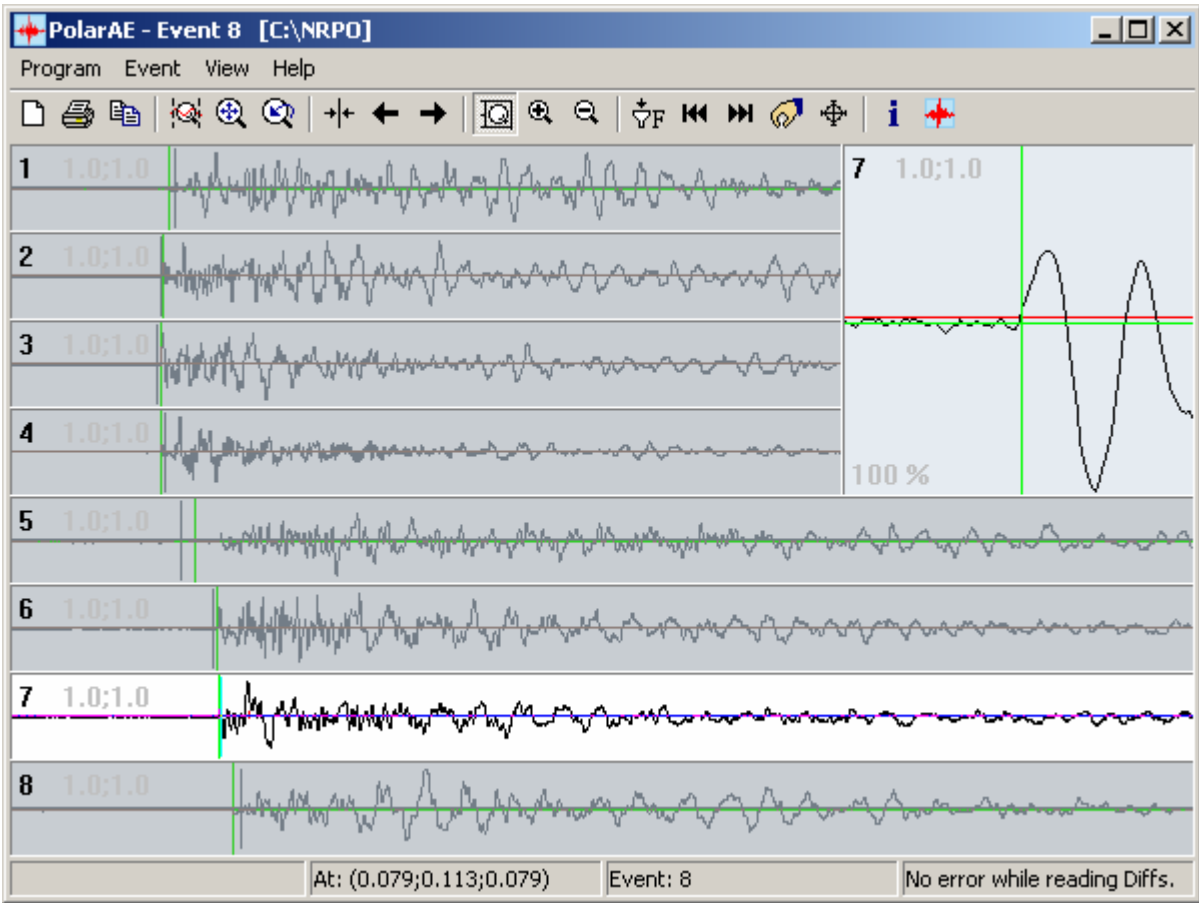 PolarAE - Event 8 [C:\NRPO]
Program Event View Help
F i
1 1.0;1.0
7 1.0;1.0
2 1.0;1.0
3 1.0;1.0
4 1.0;1.0
100 %
5 1.0;1.0
6 1.0;1.0
7 1.0;1.0
8 1.0;1.0
At: (0.079;0.113;0.079) Event: 8 No error while reading Diffs.